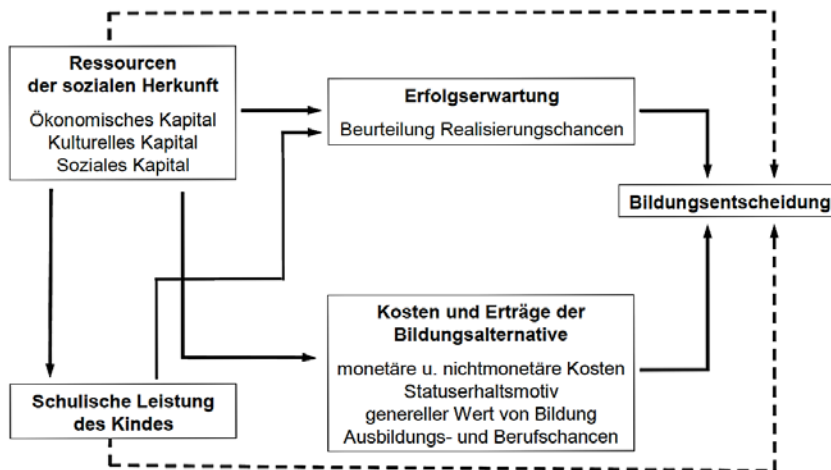 Ressourcen
der sozialen Herkunft
Ökonomisches Kapital
Kulturelles Kapital
Soziales Kapital
Erfolgserwartung
Beurteilung Realisierungschancen
Bildungsentscheidung
Kosten und Erträge der
Bildungsalternative
monetäre u. nichtmonetäre Kosten
Statuserhaltsmotiv
genereller Wert von Bildung
Ausbildungs- und Berufschancen
Schulische Leistung
des Kindes